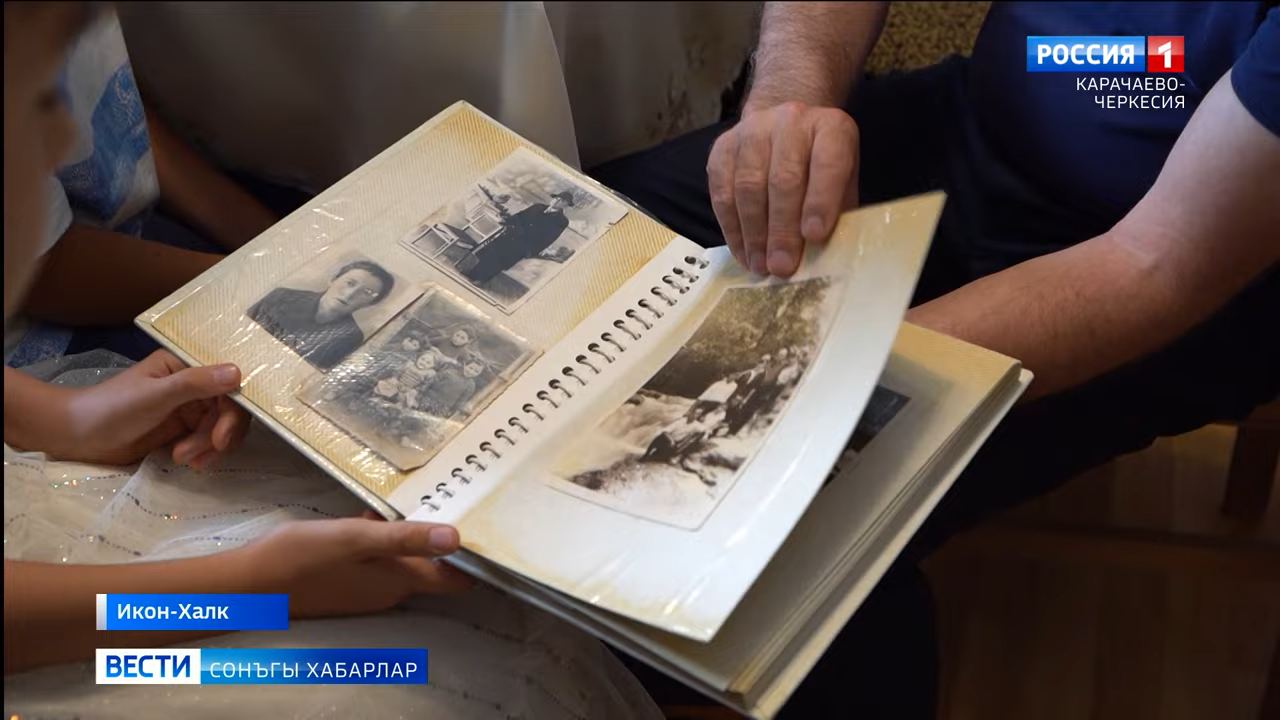 РОССИЯ 1
КАРАЧАЕВО-
ЧЕРКЕСИЯ
Икон-Халк
ВЕСТИ СОНЪГЫ ХАБАРЛАР